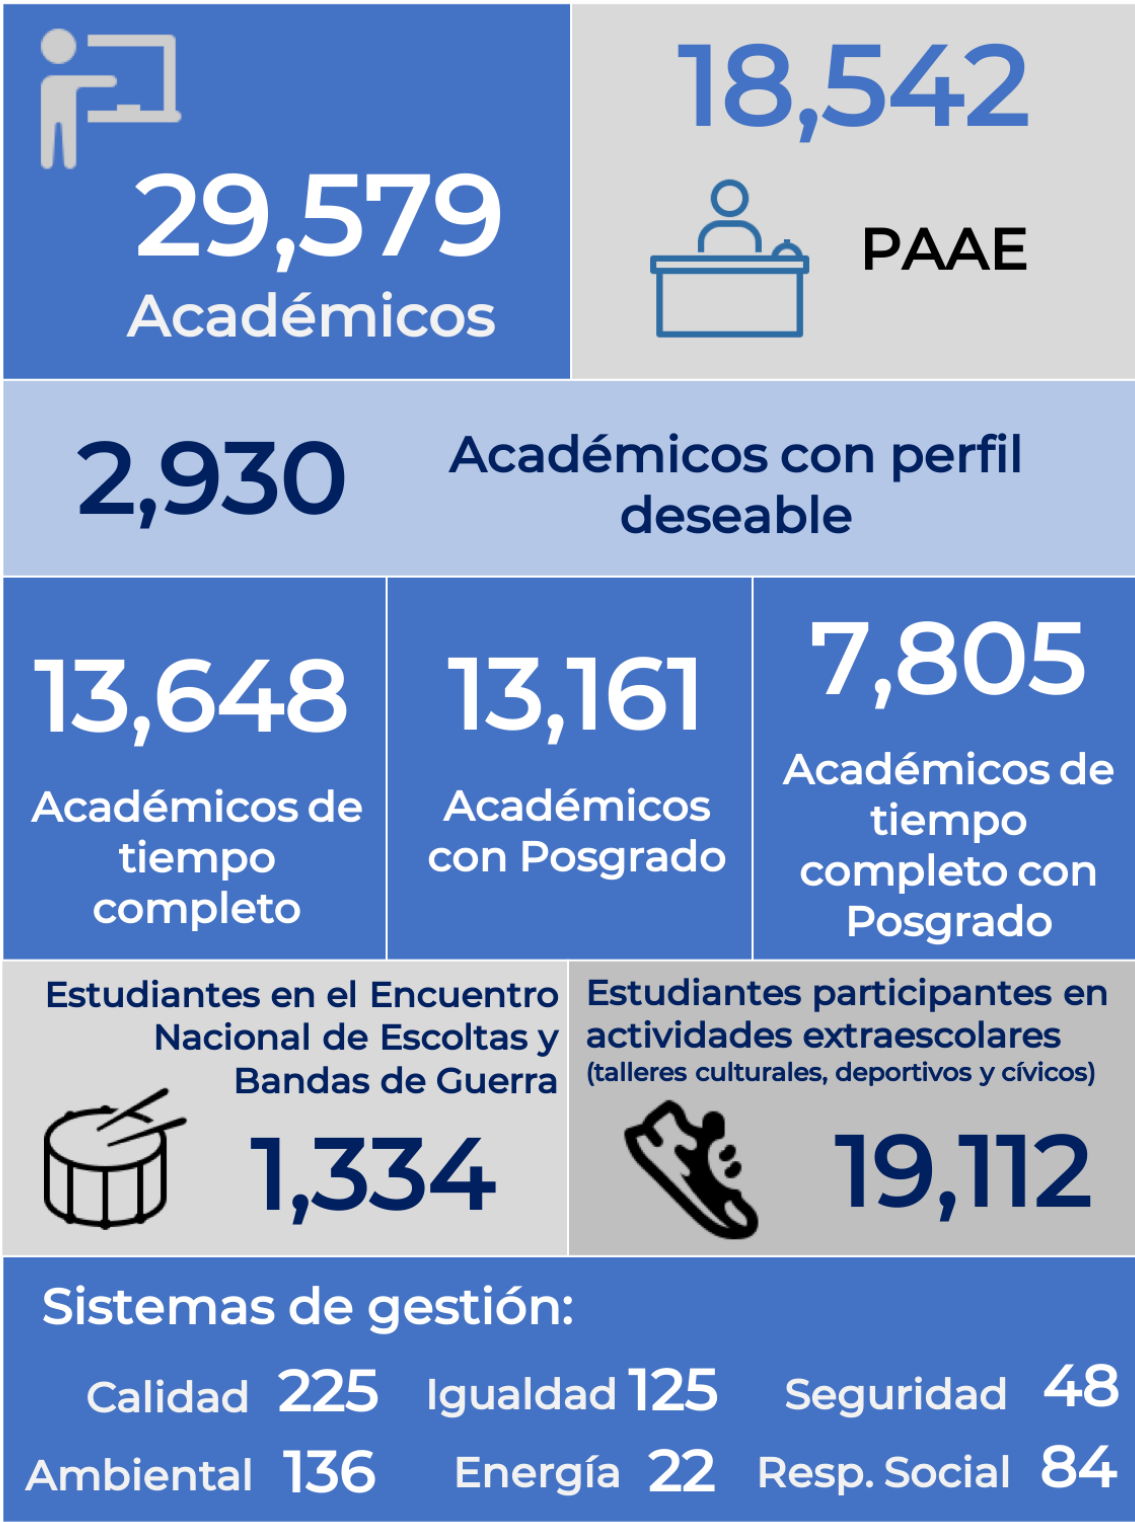 29,579
Académicos
18,542
PAAE
2,930
Académicos con perfil
deseable
13,648
Académicos de
tiempo
completo
13,161
Académicos
con Posgrado
7,805
Académicos de
tiempo
completo con
Posgrado
Estudiantes en el Encuentro
Nacional de Escoltas y
Bandas de Guerra
1,334
Estudiantes participantes en
actividades extraescolares
(talleres culturales, deportivos y cívicos)
19,112
Sistemas de gestión:
Calidad 225 Igualdad 125 Seguridad 48
Ambiental 136 Energía 22 Resp. Social 84